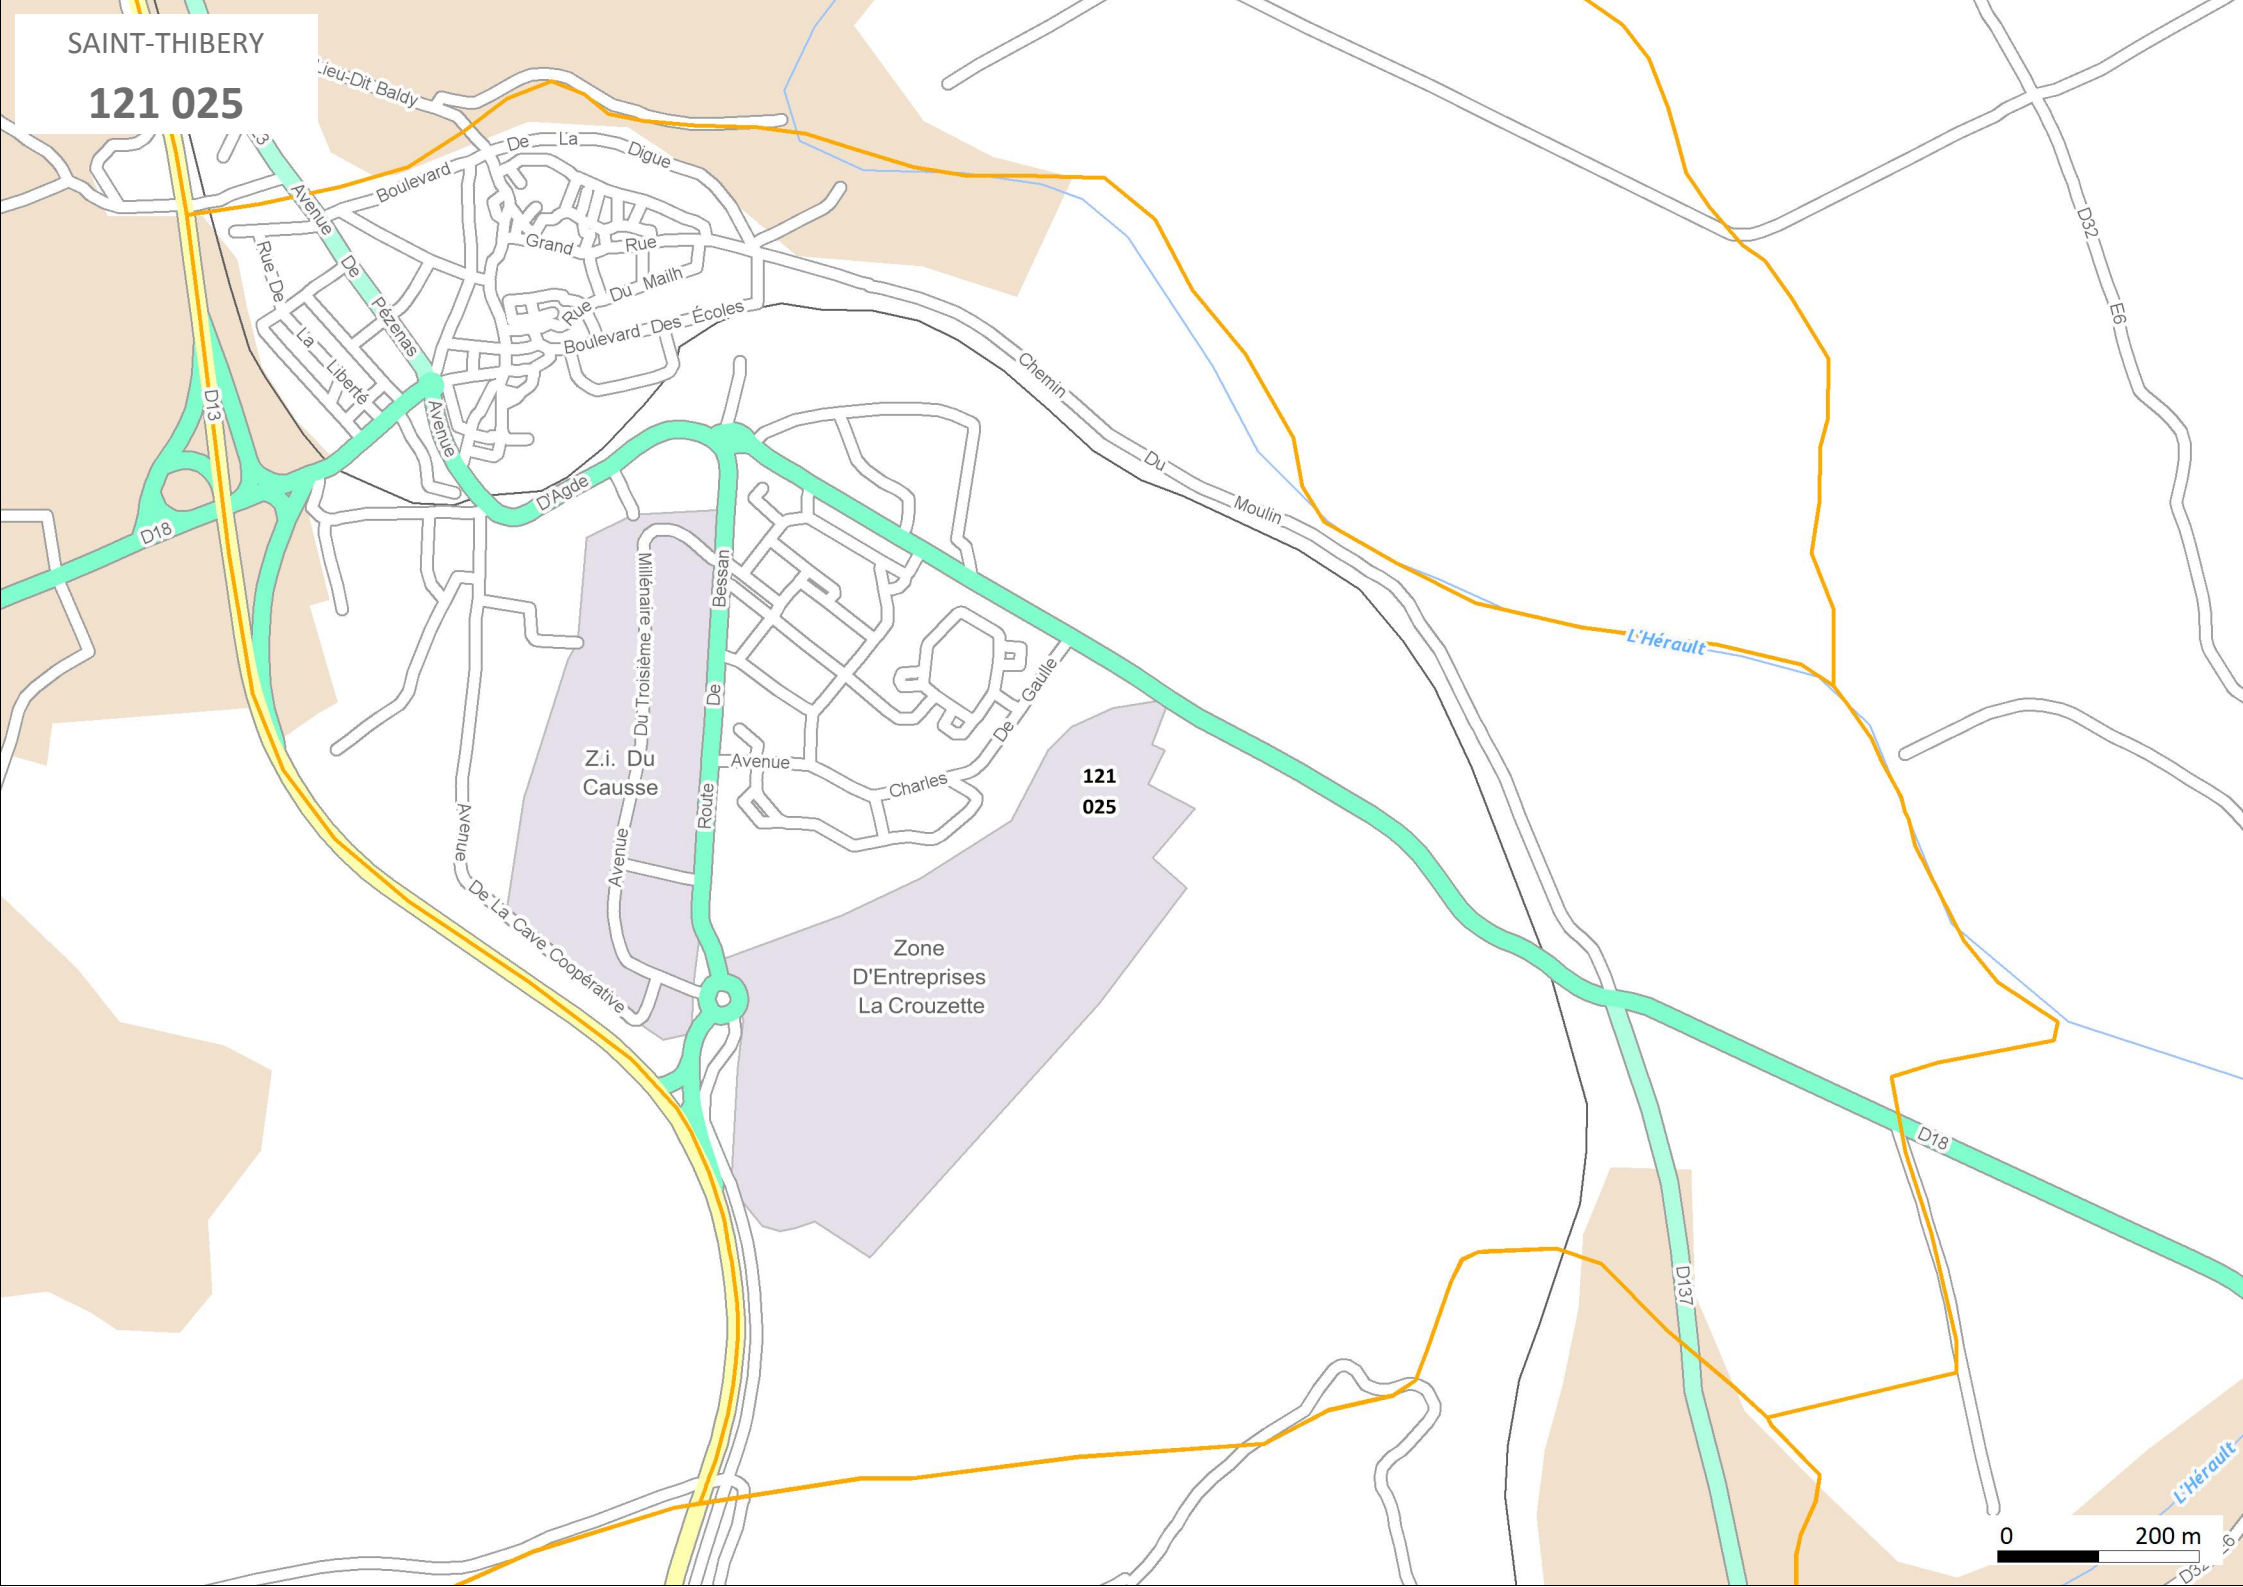 SAINT-THIBERY
121 025
Lieu-Dit Baldy
3
Boulevard De La Digue
Avenue De Pézenas
Grand Rue
Rue De
La Liberté
Rue Du Mailh
Boulevard Des Écoles
D32
E6
Chemin Du Moulin
D13
Avenue D'Agde
D18
L'Hérault
Avenue Du Troisième Millénaire
Route De Bessan
Z.i. Du
Causse
Avenue Charles De Gaulle
121
025
Avenue De La Cave Coopérative
Zone
D'Entreprises
La Crouzette
D18
D137
L'Hérault
0 200 m